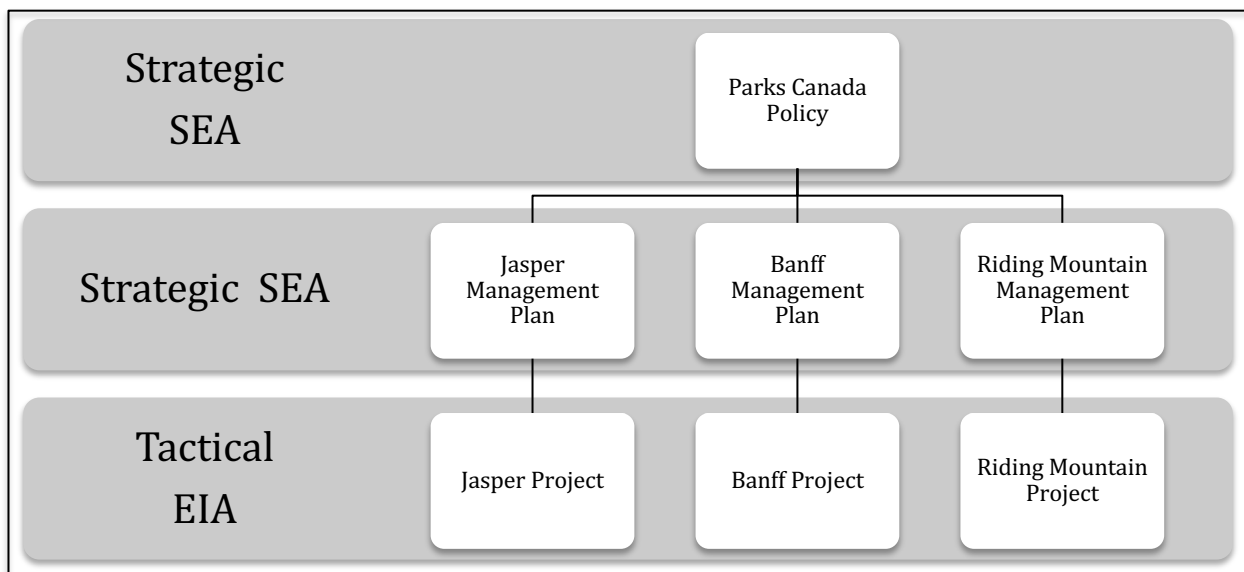 Strategic
SEA
Parks Canada
Policy
Strategic  SEA
Jasper
Management
Plan
Banff
Management
Plan
Riding Mountain
Management
Plan
Tactical
EIA
Jasper Project
Banff Project
Riding Mountain
Project